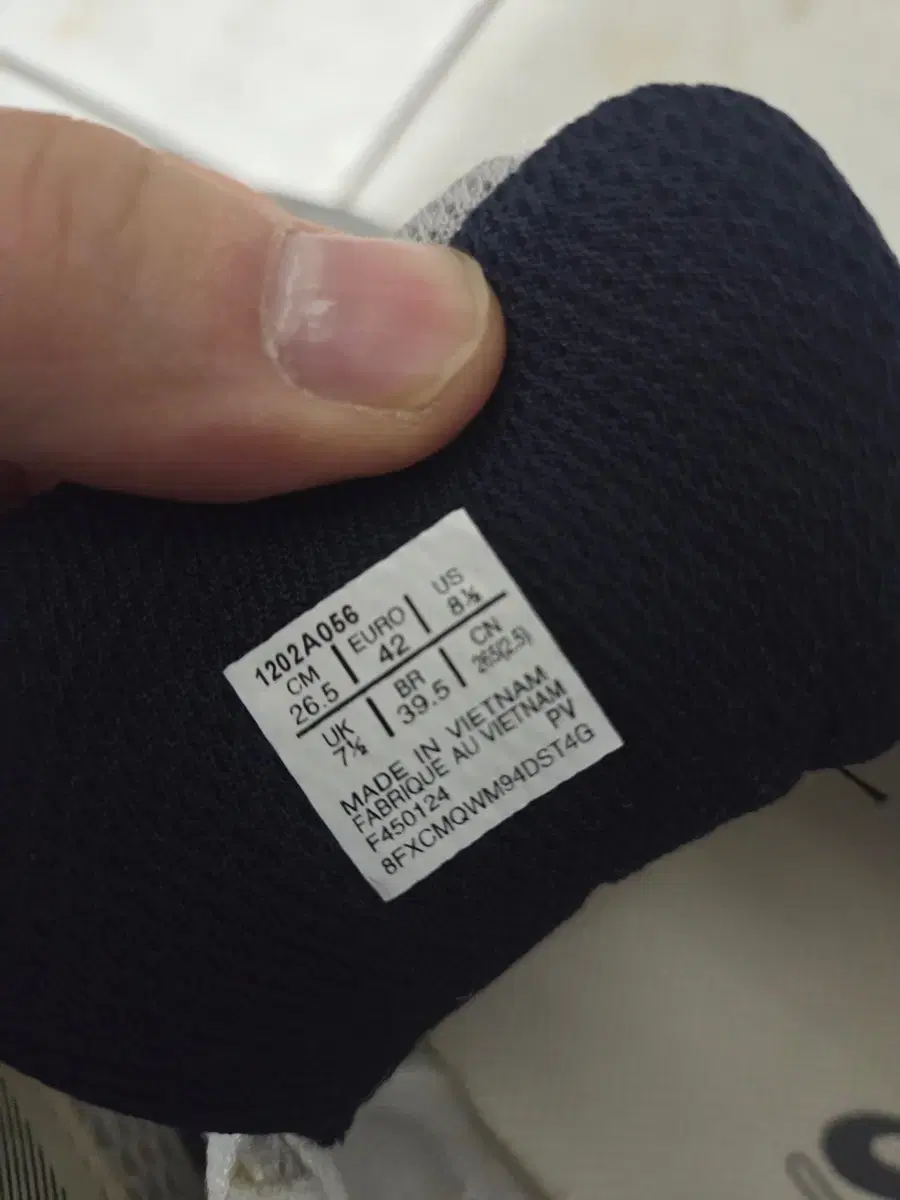 1202A056
CM | EURO | US
26.5 | 42 | 8½
UK | BR | CN
7½ | 39.5 | 265(2.5)
MADE IN VIETNAM
FABRIQUE AU VIETNAM
F450124 PV
8FXCMQWM94DST4G